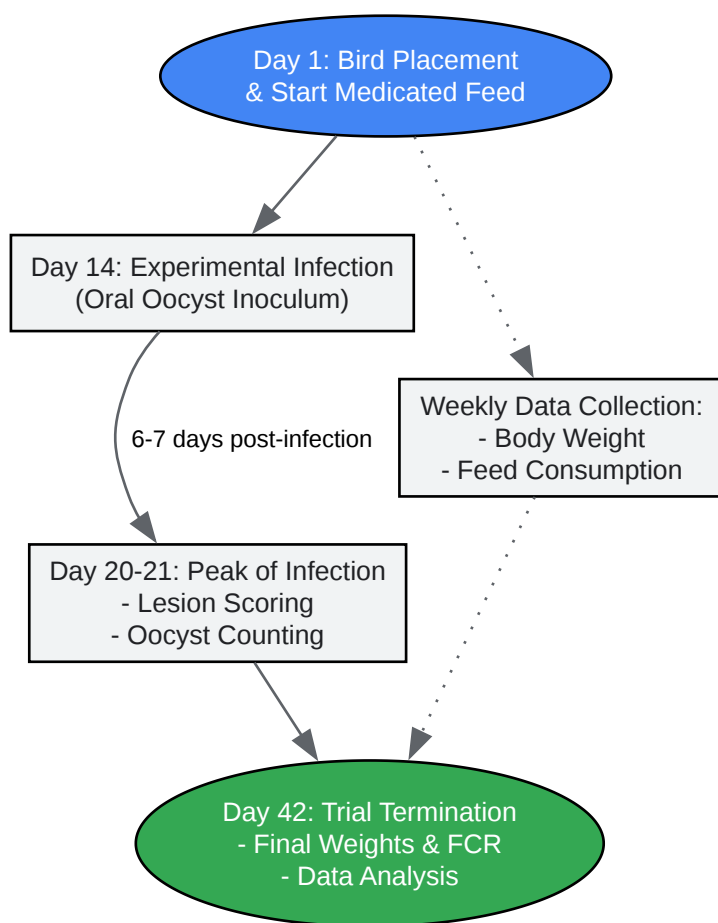 Day 1: Bird Placement
& Start Medicated Feed
Day 14: Experimental Infection
(Oral Oocyst Inoculum)
6-7 days post-infection
Weekly Data Collection:
- Body Weight
- Feed Consumption
Day 20-21: Peak of Infection
- Lesion Scoring
- Oocyst Counting
Day 42: Trial Termination
- Final Weights & FCR
- Data Analysis